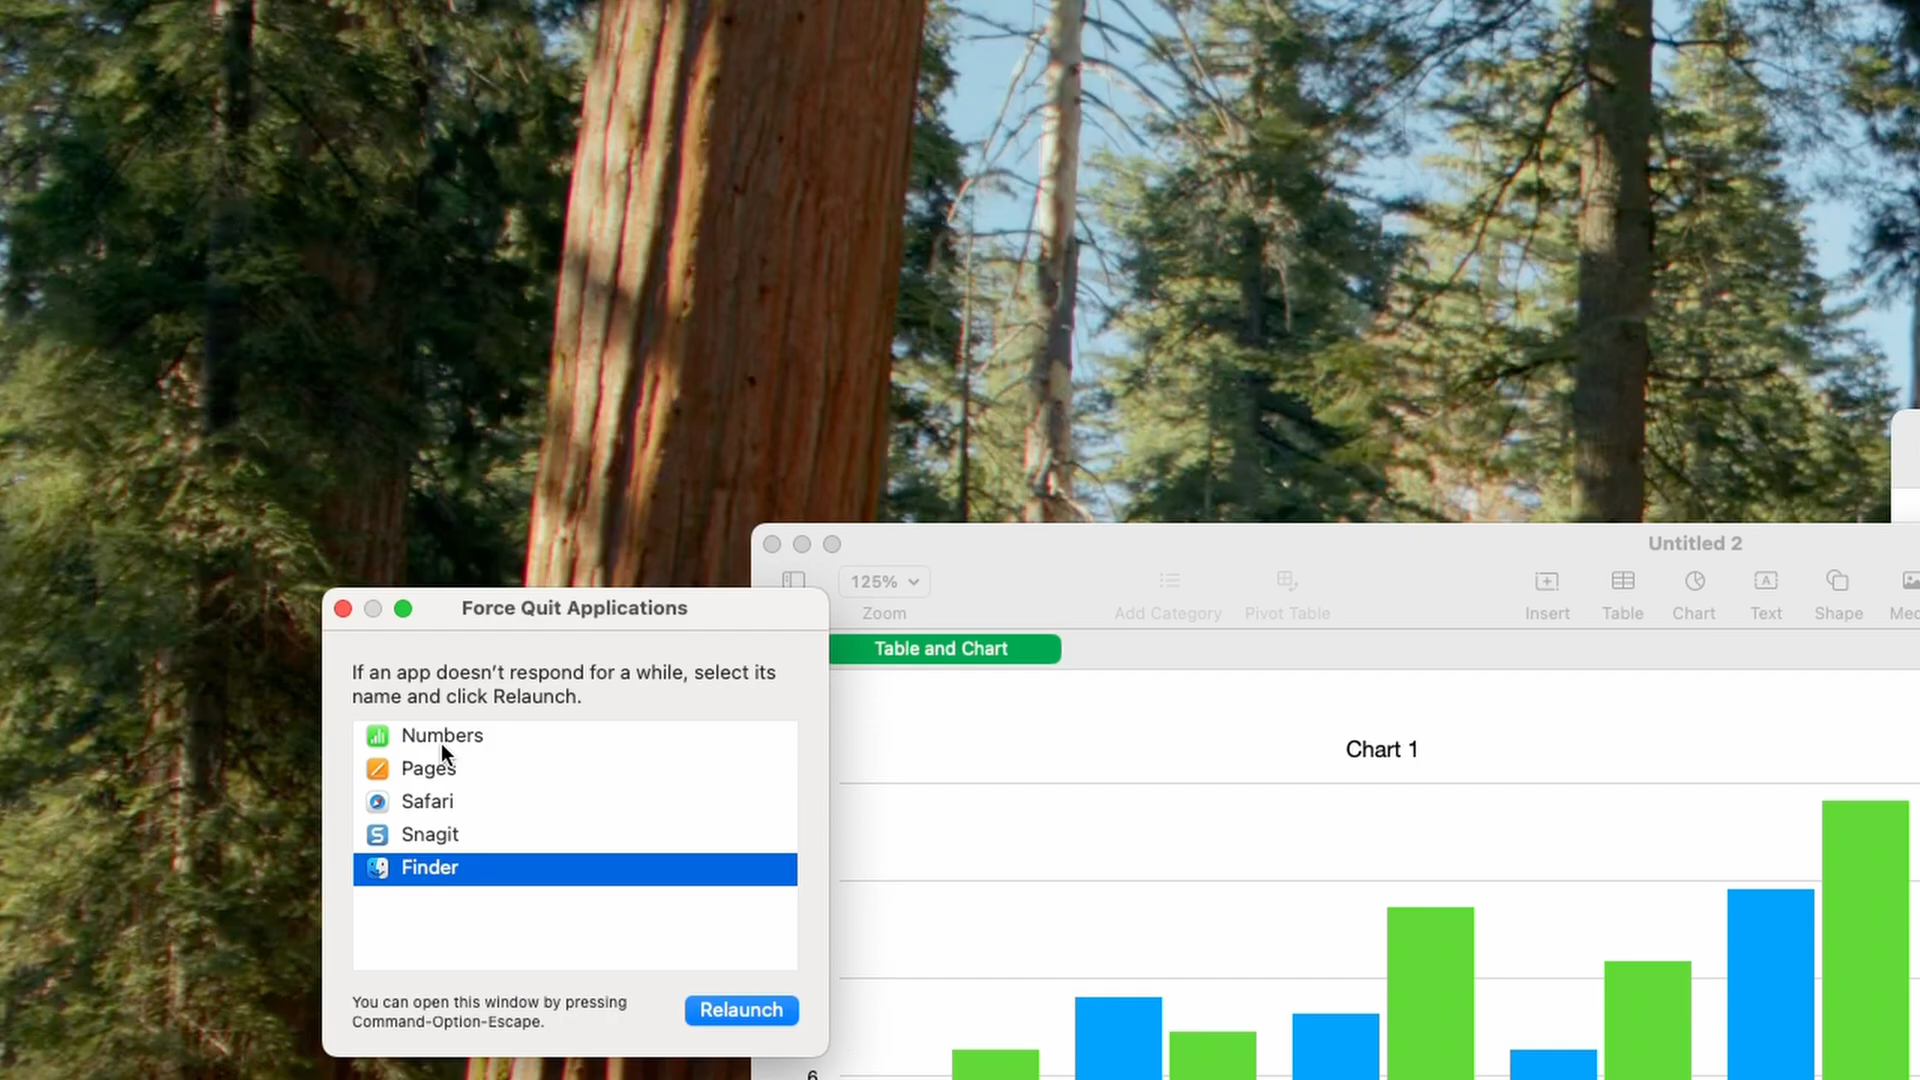 Untitled 2
125%
Zoom
Add Category
Pivot Table
Insert
Table
Chart
Text
Shape
Table and Chart
Chart 1
6
Force Quit Applications
If an app doesn't respond for a while, select its
name and click Relaunch.
Numbers
Pages
Safari
Snagit
Finder
You can open this window by pressing
Command-Option-Escape.
Relaunch